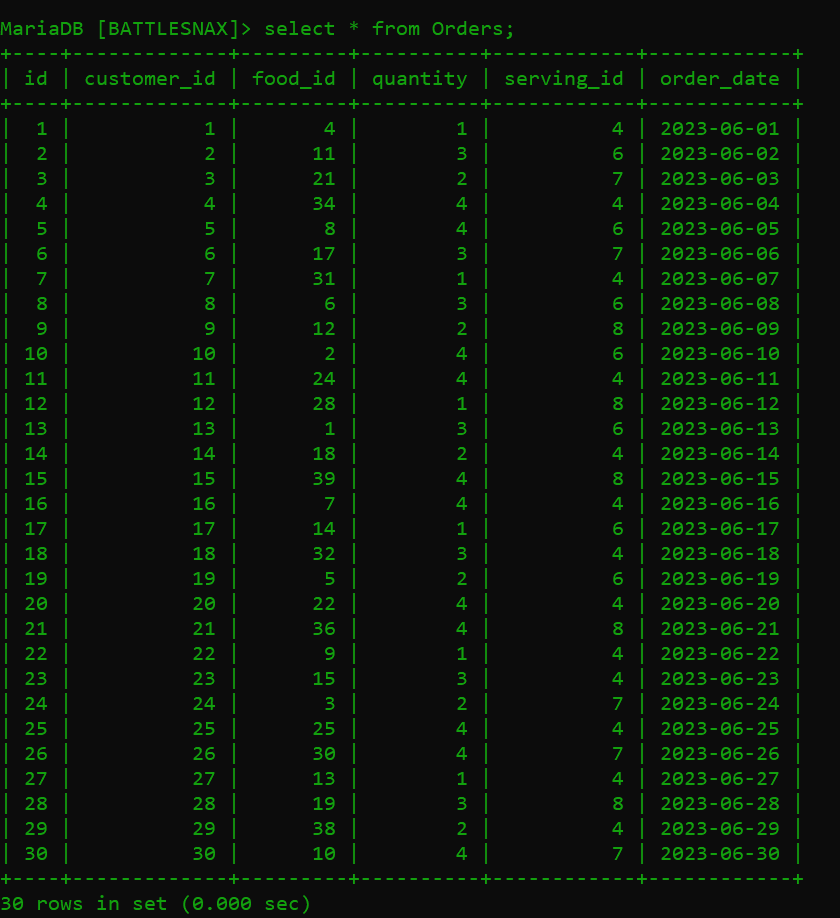 MariaDB [BATTLESNAX]> select * from Orders;
+----+-------------+---------+----------+------------+------------+
| id | customer_id | food_id | quantity | serving_id | order_date |
+----+-------------+---------+----------+------------+------------+
|  1 |           1 |       4 |        1 |          4 | 2023-06-01 |
|  2 |           2 |      11 |        3 |          6 | 2023-06-02 |
|  3 |           3 |      21 |        2 |          7 | 2023-06-03 |
|  4 |           4 |      34 |        4 |          4 | 2023-06-04 |
|  5 |           5 |       8 |        4 |          6 | 2023-06-05 |
|  6 |           6 |      17 |        3 |          7 | 2023-06-06 |
|  7 |           7 |      31 |        1 |          4 | 2023-06-07 |
|  8 |           8 |       6 |        3 |          6 | 2023-06-08 |
|  9 |           9 |      12 |        2 |          8 | 2023-06-09 |
| 10 |          10 |       2 |        4 |          6 | 2023-06-10 |
| 11 |          11 |      24 |        4 |          4 | 2023-06-11 |
| 12 |          12 |      28 |        1 |          8 | 2023-06-12 |
| 13 |          13 |       1 |        3 |          6 | 2023-06-13 |
| 14 |          14 |      18 |        2 |          4 | 2023-06-14 |
| 15 |          15 |      39 |        4 |          8 | 2023-06-15 |
| 16 |          16 |       7 |        4 |          4 | 2023-06-16 |
| 17 |          17 |      14 |        1 |          6 | 2023-06-17 |
| 18 |          18 |      32 |        3 |          4 | 2023-06-18 |
| 19 |          19 |       5 |        2 |          6 | 2023-06-19 |
| 20 |          20 |      22 |        4 |          4 | 2023-06-20 |
| 21 |          21 |      36 |        4 |          8 | 2023-06-21 |
| 22 |          22 |       9 |        1 |          4 | 2023-06-22 |
| 23 |          23 |      15 |        3 |          4 | 2023-06-23 |
| 24 |          24 |       3 |        2 |          7 | 2023-06-24 |
| 25 |          25 |      25 |        4 |          4 | 2023-06-25 |
| 26 |          26 |      30 |        4 |          7 | 2023-06-26 |
| 27 |          27 |      13 |        1 |          4 | 2023-06-27 |
| 28 |          28 |      19 |        3 |          8 | 2023-06-28 |
| 29 |          29 |      38 |        2 |          4 | 2023-06-29 |
| 30 |          30 |      10 |        4 |          7 | 2023-06-30 |
+----+-------------+---------+----------+------------+------------+
30 rows in set (0.000 sec)